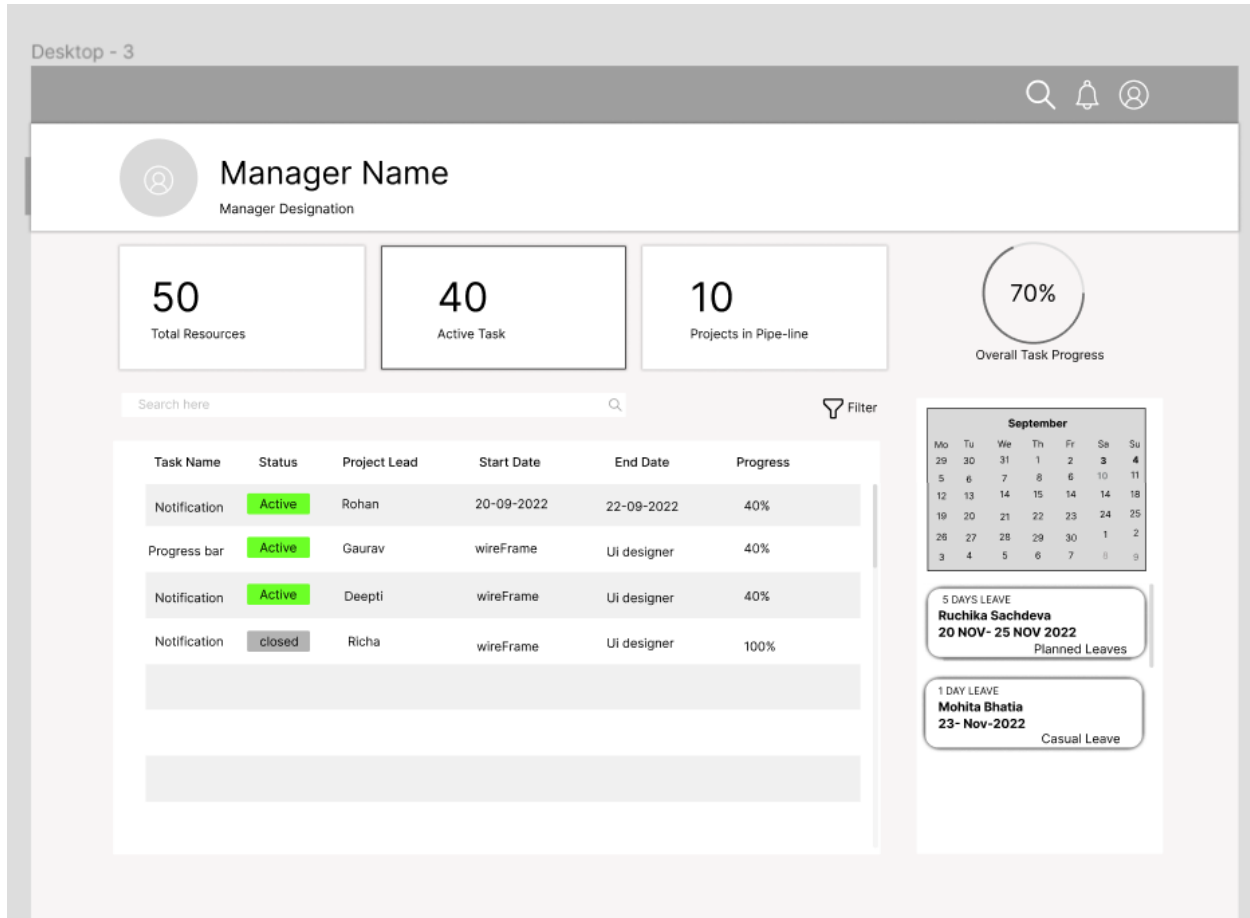 Desktop - 3
Manager Name
Manager Designation
50
Total Resources
40
Active Task
10
Projects in Pipe-line
70%
Overall Task Progress
Search here
Filter
Task Name Status Project Lead Start Date End Date Progress
Notification Active Rohan 20-09-2022 22-09-2022 40%
Progress bar Active Gaurav wireFrame Ui designer 40%
Notification Active Deepti wireFrame Ui designer 40%
Notification closed Richa wireFrame Ui designer 100%
September
Mo Tu We Th Fr Sa Su
29 30 31 1 2 3 4
5 6 7 8 6 10 11
12 13 14 15 14 14 18
19 20 21 22 23 24 25
26 27 28 29 30 1 2
3 4 5 6 7 8 9
5 DAYS LEAVE
Ruchika Sachdeva
20 NOV- 25 NOV 2022
Planned Leaves
1 DAY LEAVE
Mohita Bhatia
23- Nov-2022
Casual Leave